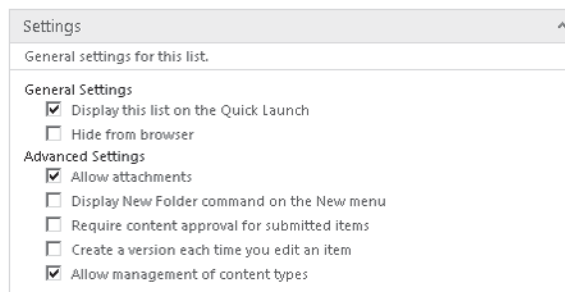 Settings
General settings for this list.
General Settings
Display this list on the Quick Launch
Hide from browser
Advanced Settings
Allow attachments
Display New Folder command on the New menu
Require content approval for submitted items
Create a version each time you edit an item
Allow management of content types